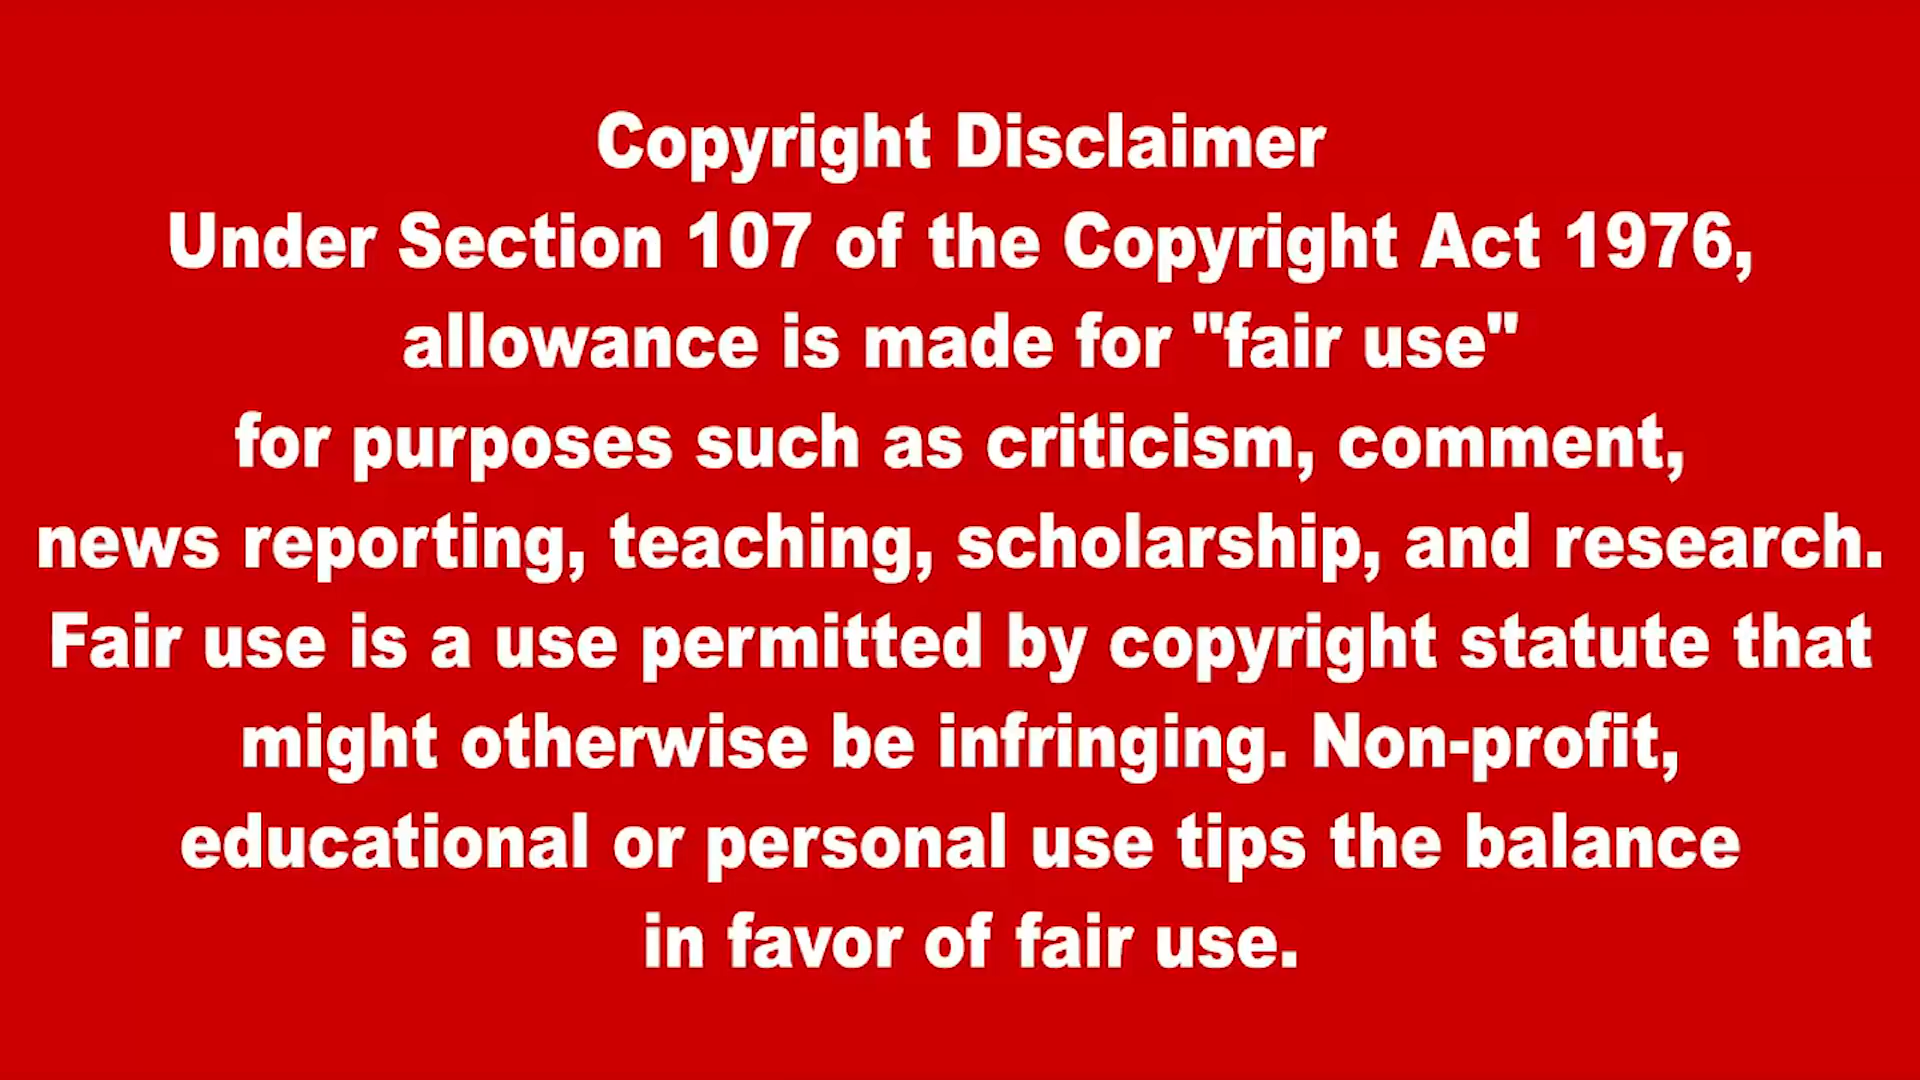 Copyright Disclaimer
Under Section 107 of the Copyright Act 1976,
allowance is made for "fair use"
for purposes such as criticism, comment,
news reporting, teaching, scholarship, and research.
Fair use is a use permitted by copyright statute that
might otherwise be infringing. Non-profit,
educational or personal use tips the balance
in favor of fair use.